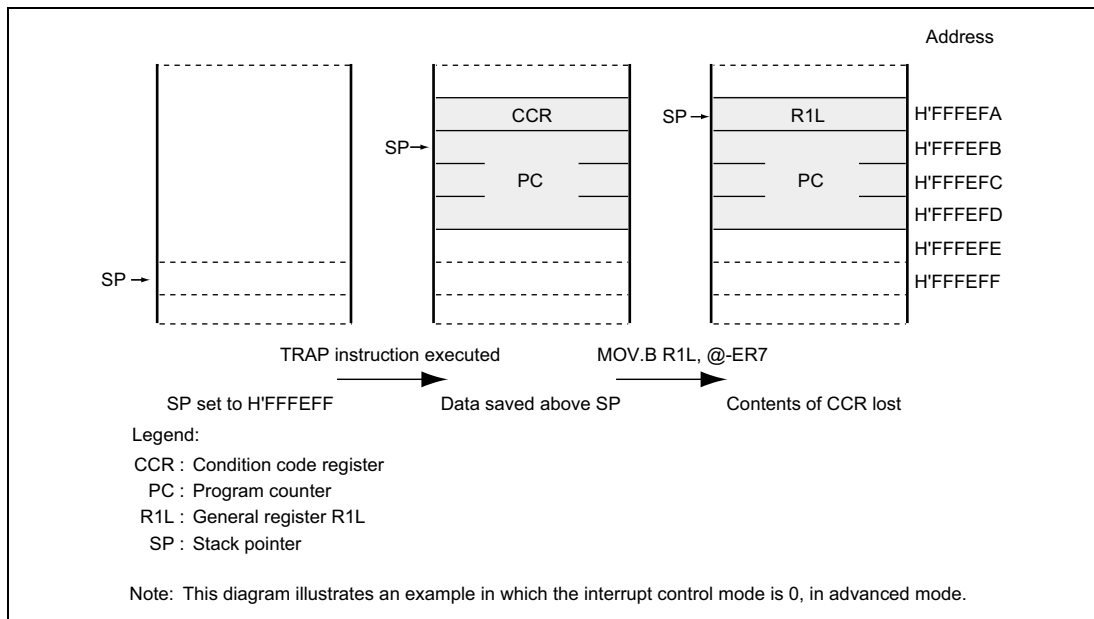 Address
CCR
SP
R1L
H'FFFEFA
SP
H'FFFEFB
PC
PC
H'FFFEFC
H'FFFEFD
H'FFFEFE
SP
H'FFFEFF
TRAP instruction executed
MOV.B R1L, @-ER7
SP set to H'FFFEFF
Data saved above SP
Contents of CCR lost
Legend:
CCR : Condition code register
PC : Program counter
R1L : General register R1L
SP : Stack pointer
Note: This diagram illustrates an example in which the interrupt control mode is 0, in advanced mode.